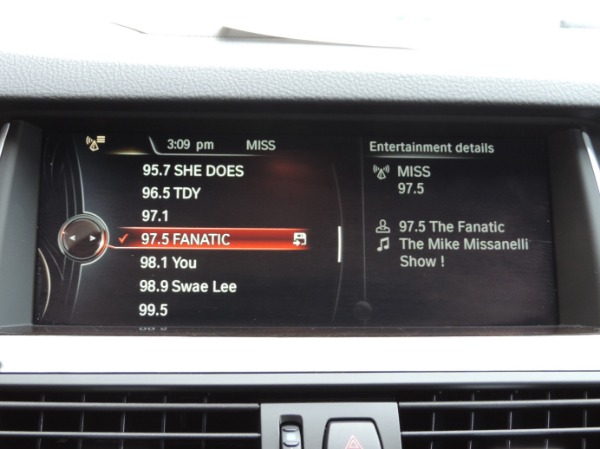 3:09 pm MISS
95.7 SHE DOES
96.5 TDY
97.1
97.5 FANATIC
98.1 You
98.9 Swae Lee
99.5
Entertainment details
MISS
97.5
97.5 The Fanatic
The Mike Missanelli
Show !